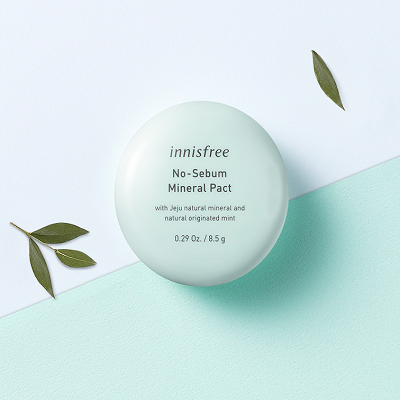 innisfree
No-Sebum
Mineral Pact
with Jeju natural mineral and
natural originated mint
0.29 Oz. / 8.5 g